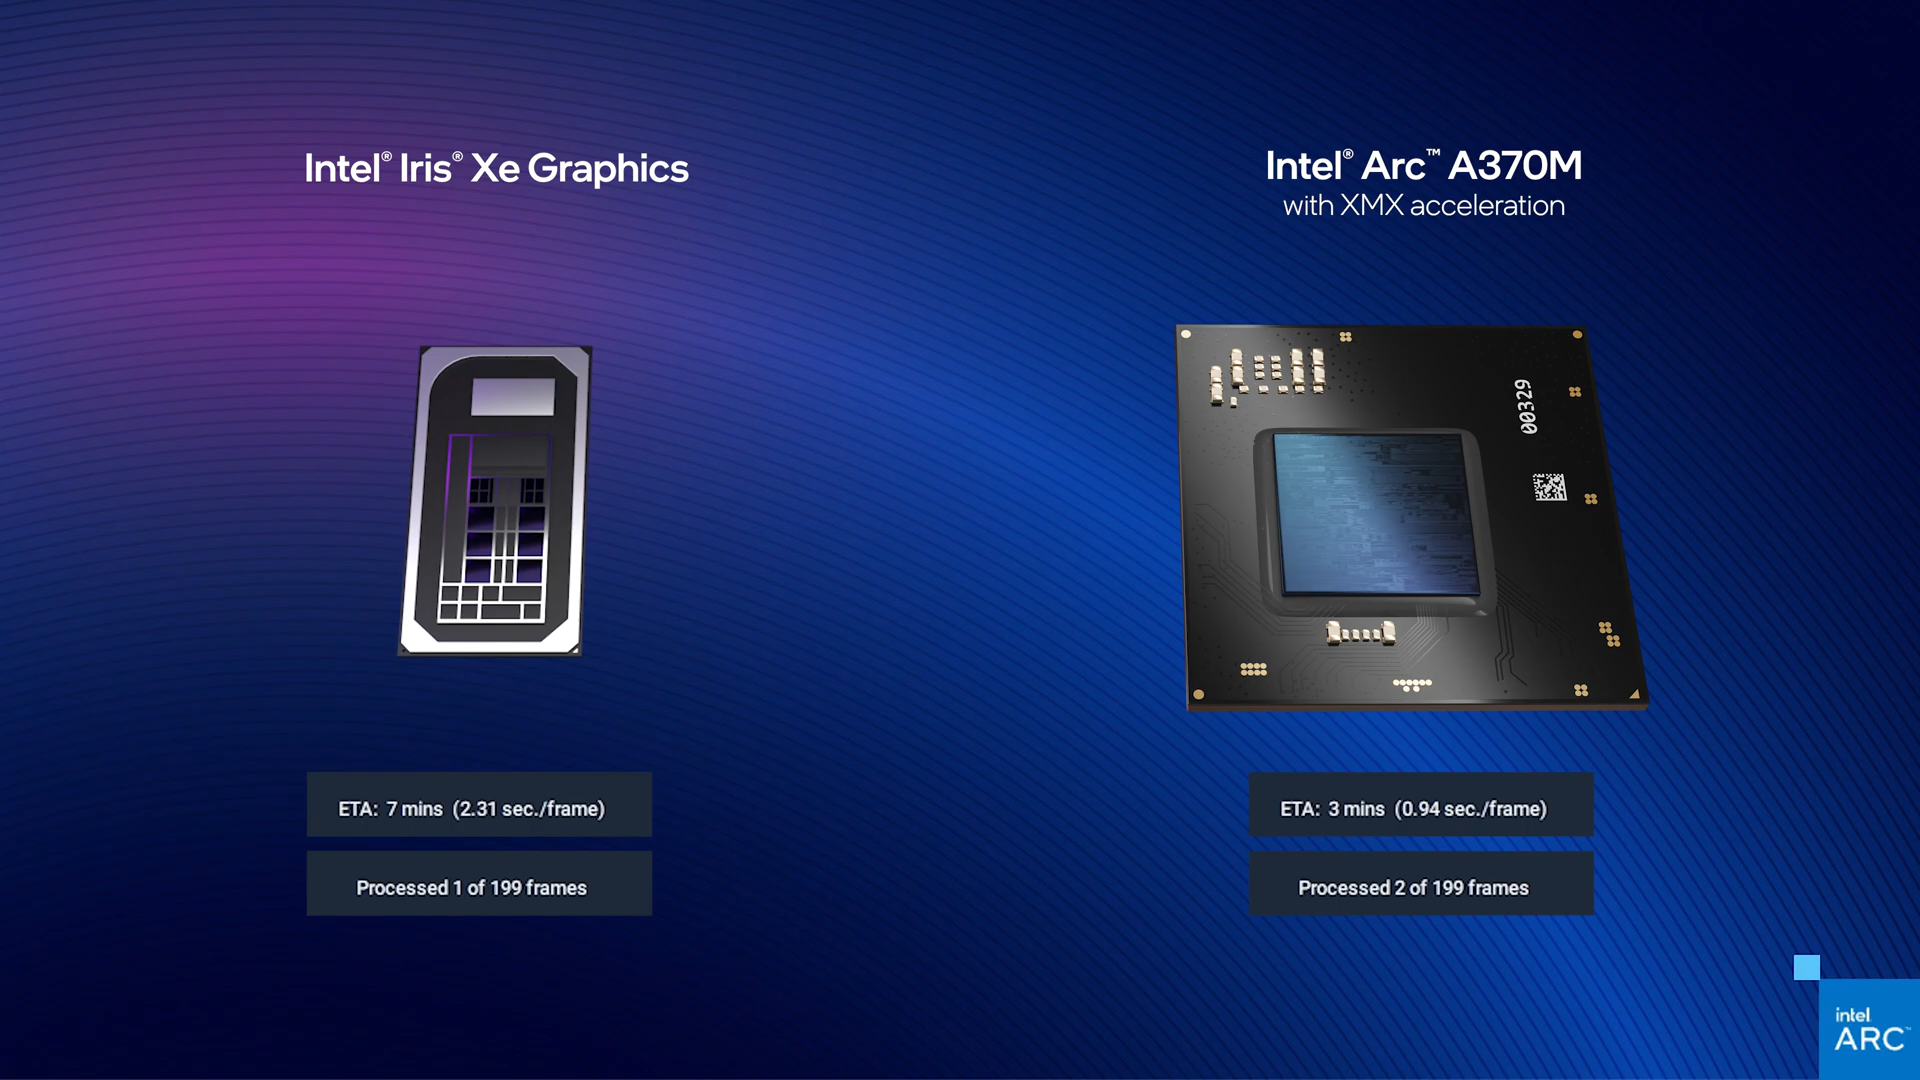 Intel® Iris® Xe Graphics
Intel® Arc™ A370M
with XMX acceleration
00329
ETA: 7 mins (2.31 sec./frame)
Processed 1 of 199 frames
ETA: 3 mins (0.94 sec./frame)
Processed 2 of 199 frames
intel
ARC™